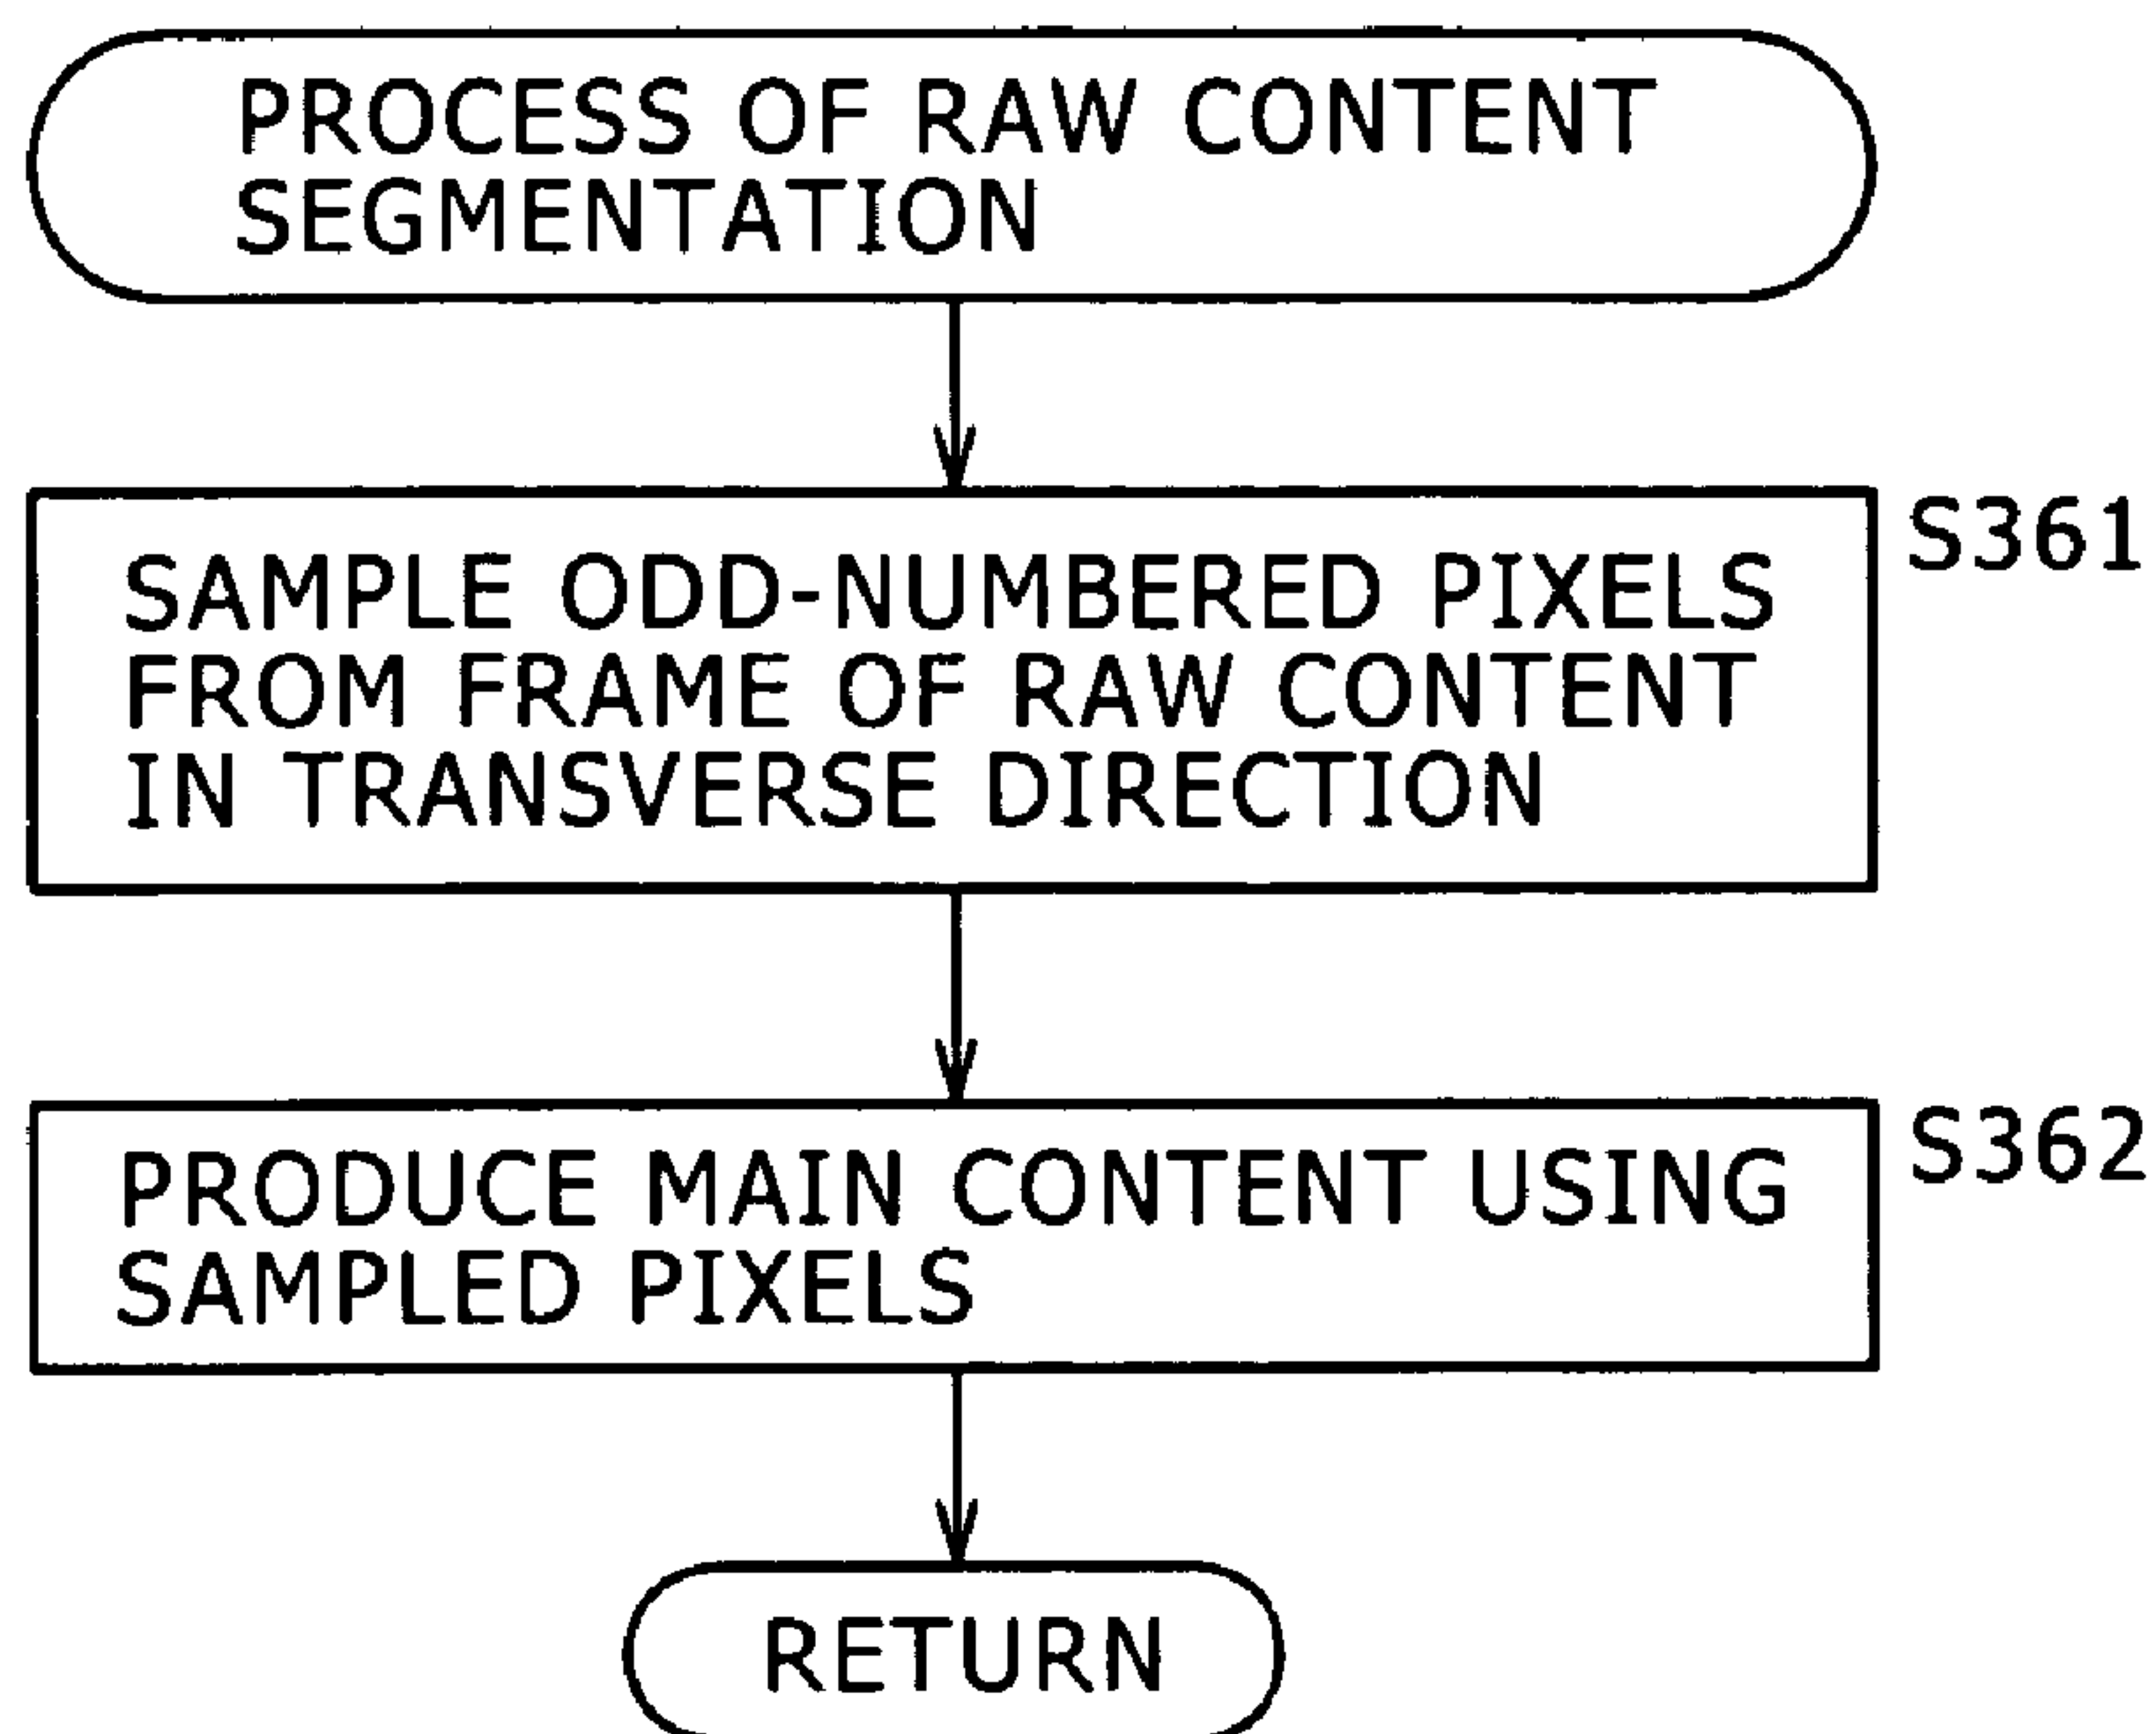 PROCESS OF RAW CONTENT
SEGMENTATION
S361
SAMPLE ODD-NUMBERED PIXELS
FROM FRAME OF RAW CONTENT
IN TRANSVERSE DIRECTION
S362
PRODUCE MAIN CONTENT USING
SAMPLED PIXELS
RETURN